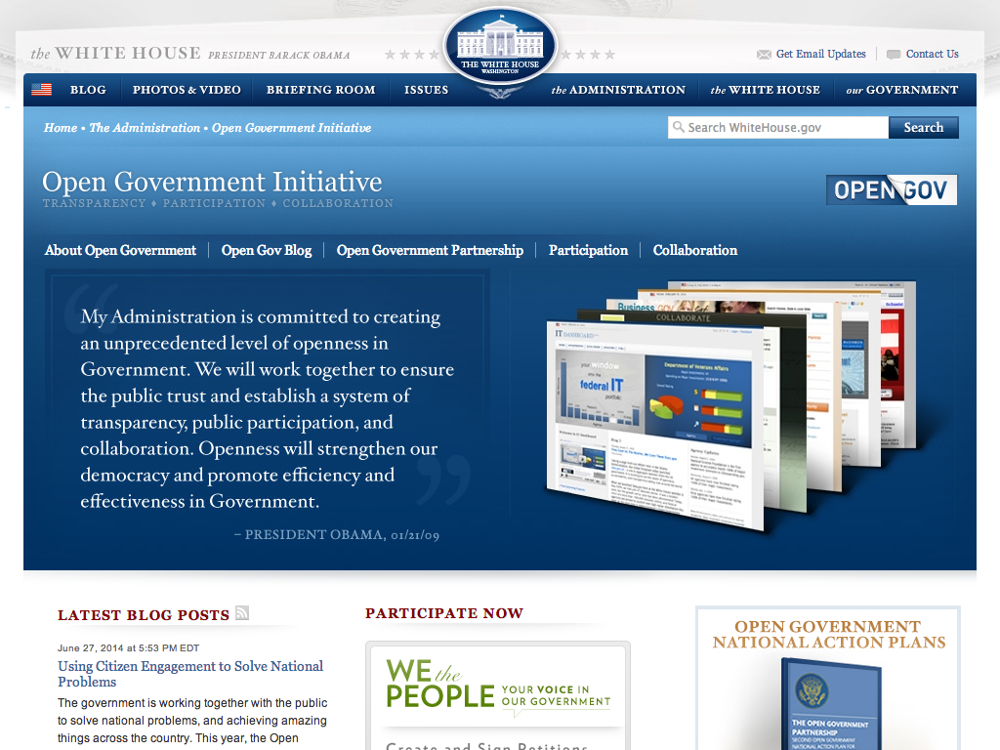 the WHITE HOUSE PRESIDENT BARACK OBAMA
THE WHITE HOUSE
WASHINGTON
Get Email Updates
Contact Us
BLOG
PHOTOS & VIDEO
BRIEFING ROOM
ISSUES
the ADMINISTRATION
the WHITE HOUSE
our GOVERNMENT
Home • The Administration • Open Government Initiative
Search WhiteHouse.gov
Search
Open Government Initiative
TRANSPARENCY ♦ PARTICIPATION ♦ COLLABORATION
OPEN GOV
About Open Government
Open Gov Blog
Open Government Partnership
Participation
Collaboration
“
My Administration is committed to creating
an unprecedented level of openness in
Government. We will work together to ensure
the public trust and establish a system of
transparency, public participation, and
collaboration. Openness will strengthen our
democracy and promote efficiency and
effectiveness in Government.
”
– PRESIDENT OBAMA, 01/21/09
Business.gov
COLLABORATE
IT DASHBOARD
your window
into the
federal IT
portfolio
Department of Veterans Affairs
LATEST BLOG POSTS
June 27, 2014 at 5:53 PM EDT
Using Citizen Engagement to Solve National
Problems
The government is working together with the public
to solve national problems, and achieving amazing
things across the country. This year, the Open
PARTICIPATE NOW
WE the
PEOPLE
YOUR VOICE IN
OUR GOVERNMENT
Create and Sign Petitions
OPEN GOVERNMENT
NATIONAL ACTION PLANS
THE OPEN GOVERNMENT
PARTNERSHIP
SECOND OPEN GOVERNMENT
NATIONAL ACTION PLAN FOR